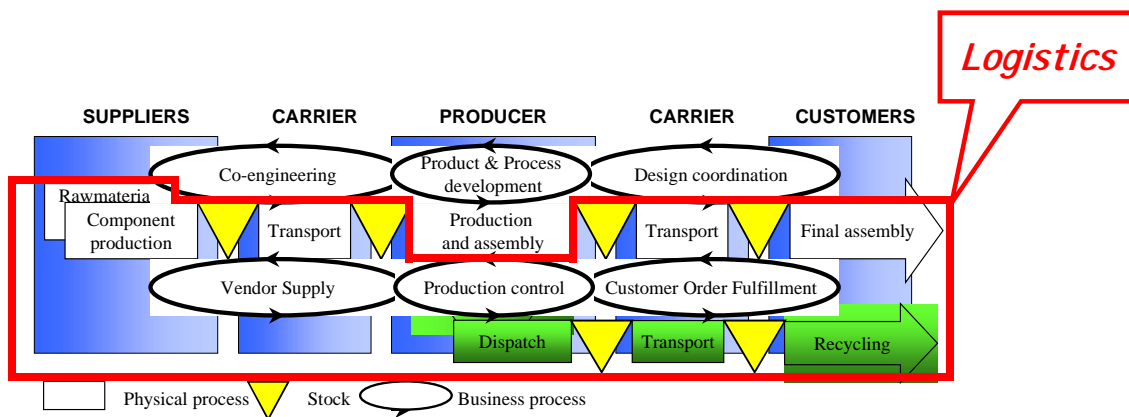 Logistics
SUPPLIERS
CARRIER
PRODUCER
CARRIER
CUSTOMERS
Co-engineering
Product & Process
development
Design coordination
Rawmateria
Component
production
Transport
Production
and assembly
Transport
Final assembly
Vendor Supply
Production control
Customer Order Fulfillment
Dispatch
Transport
Recycling
Physical process
Stock
Business process